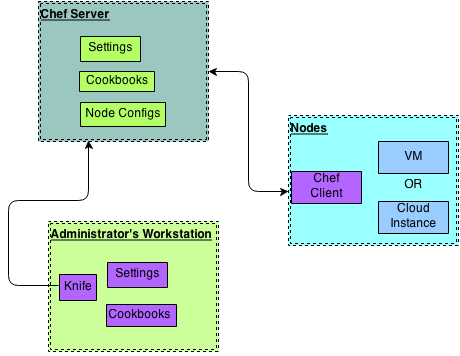 Chef Server
Settings
Cookbooks
Node Configs
Nodes
Chef
Client
VM
OR
Cloud
Instance
Administrator's Workstation
Knife
Settings
Cookbooks